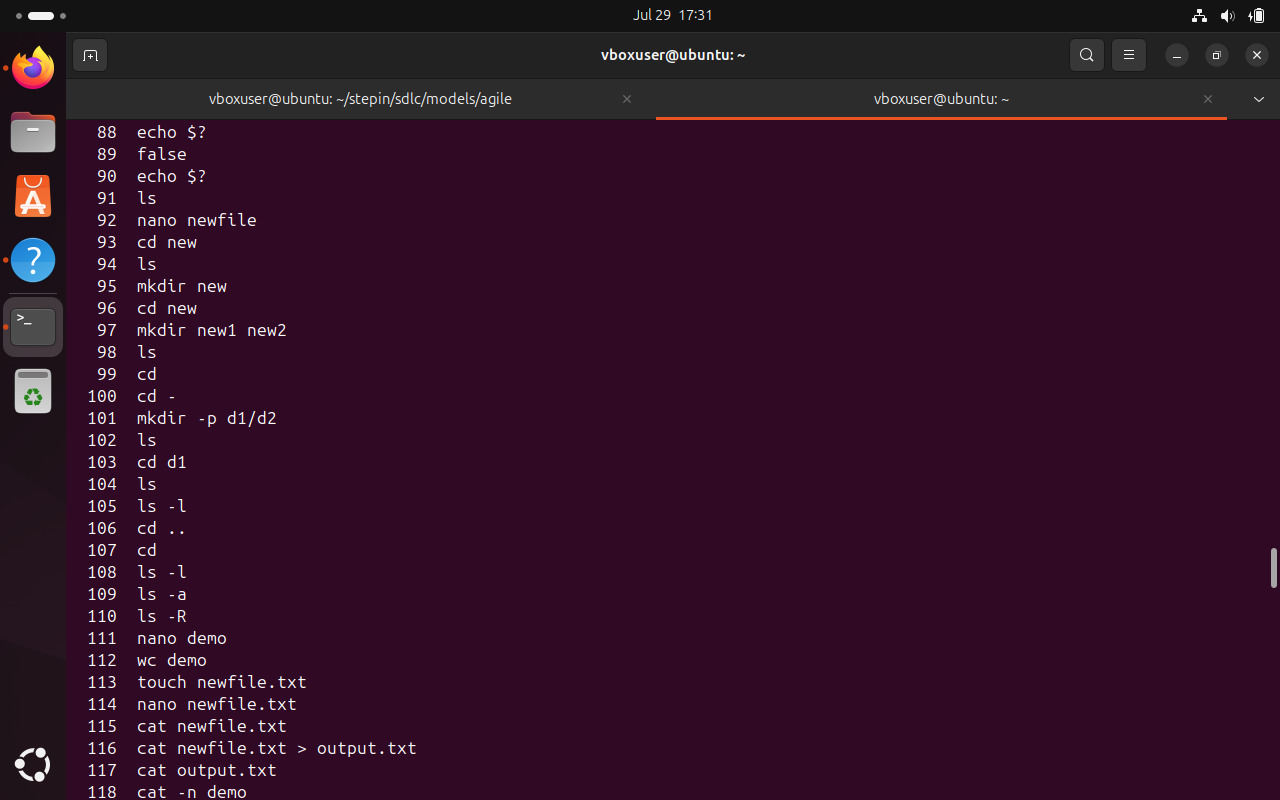 Jul 29 17:31
vboxuser@ubuntu: ~
vboxuser@ubuntu: ~/stepin/sdlc/models/agile
vboxuser@ubuntu: ~
88 echo $?
89 false
90 echo $?
91 ls
92 nano newfile
93 cd new
94 ls
95 mkdir new
96 cd new
97 mkdir new1 new2
98 ls
99 cd
100 cd -
101 mkdir -p d1/d2
102 ls
103 cd d1
104 ls
105 ls -l
106 cd ..
107 cd
108 ls -l
109 ls -a
110 ls -R
111 nano demo
112 wc demo
113 touch newfile.txt
114 nano newfile.txt
115 cat newfile.txt
116 cat newfile.txt > output.txt
117 cat output.txt
118 cat -n demo